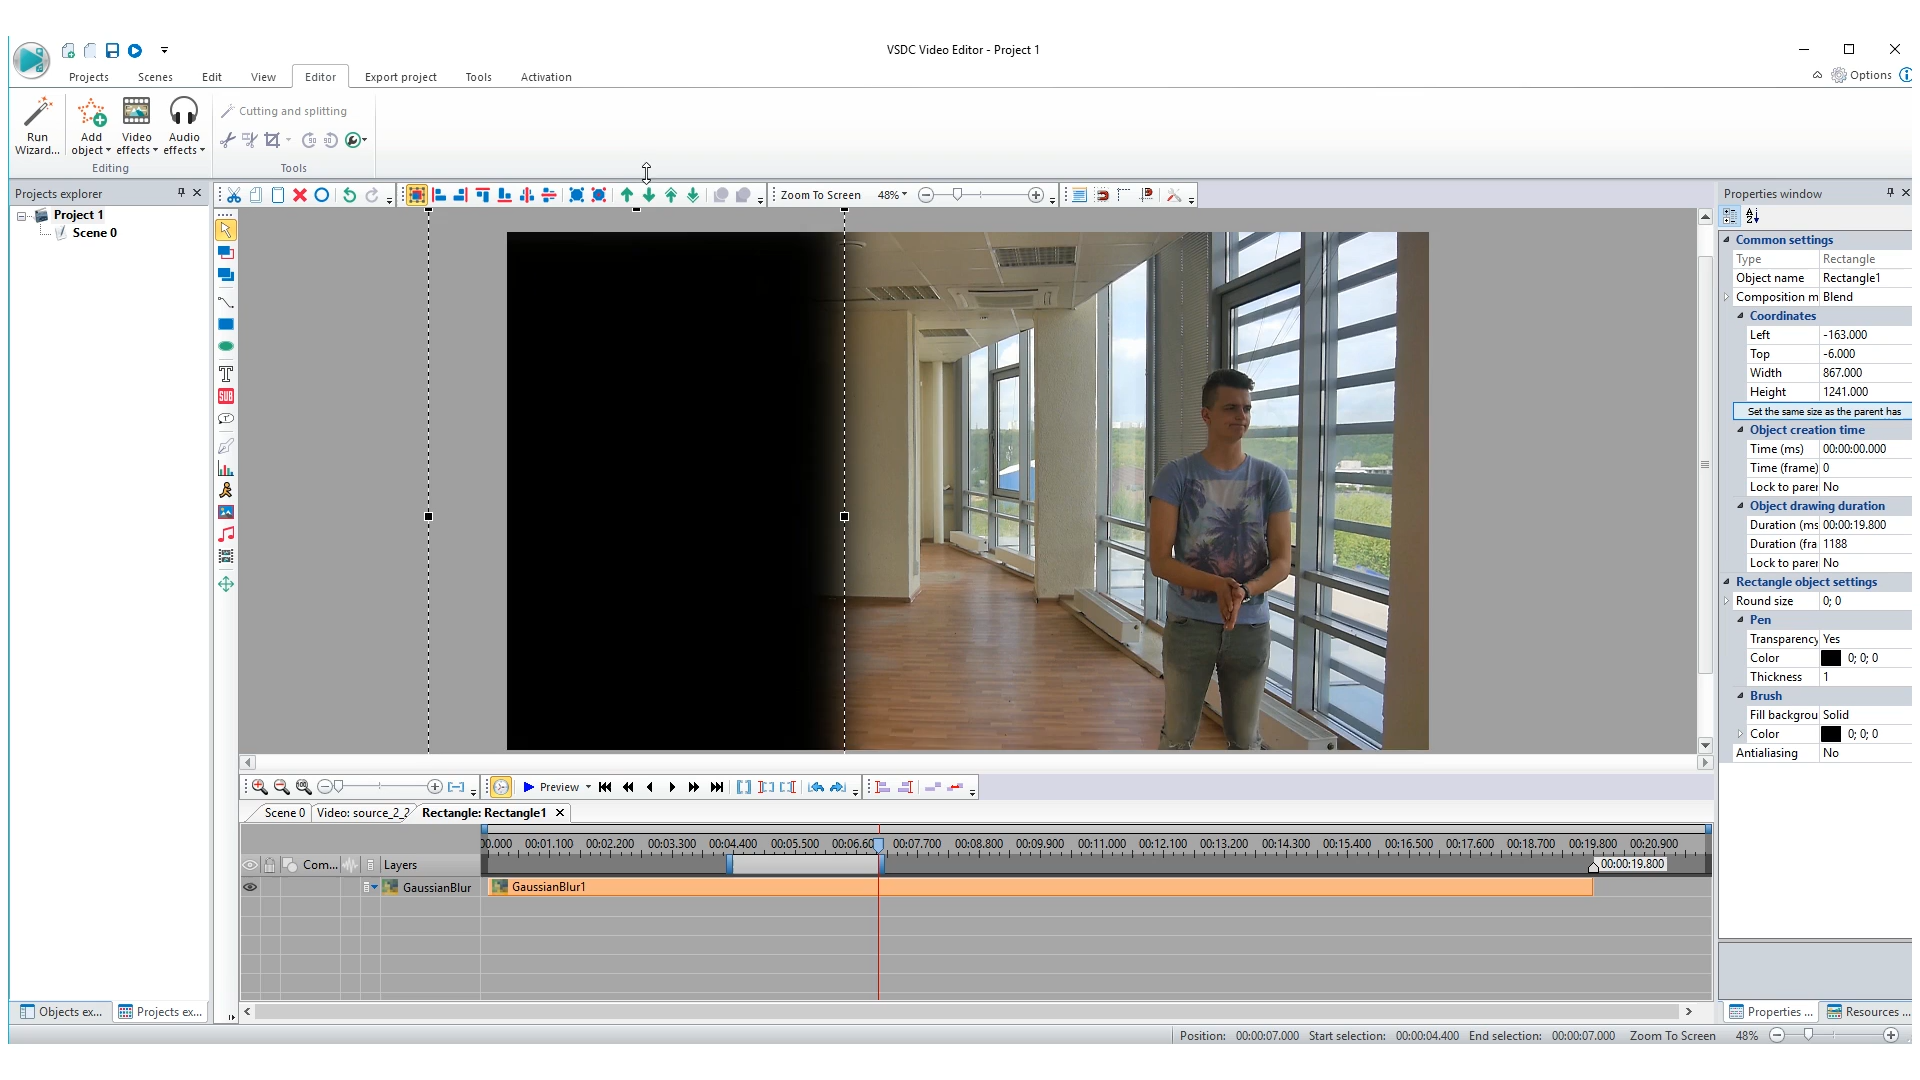 VSDC Video Editor - Project 1
Projects Scenes Edit View Editor Export project Tools Activation
Options
Run Wizard...
Add object
Video effects
Audio effects
Cutting and splitting
Editing
Tools
Projects explorer
Project 1
Scene 0
Zoom To Screen 48%
SUB
T
Properties window
Common settings
Type Rectangle
Object name Rectangle1
Composition m Blend
Coordinates
Left -163.000
Top -6.000
Width 867.000
Height 1241.000
Set the same size as the parent has
Object creation time
Time (ms) 00:00:00.000
Time (frame) 0
Lock to parer No
Object drawing duration
Duration (ms 00:00:19.800
Duration (fra 1188
Lock to parer No
Rectangle object settings
Round size 0; 0
Pen
Transparency Yes
Color 0; 0; 0
Thickness 1
Brush
Fill backgrou Solid
Color 0; 0; 0
Antialiasing No
Preview
Scene 0 Video: source_2_2 Rectangle: Rectangle1
00.000 00:01.100 00:02.200 00:03.300 00:04.400 00:05.500 00:06.60 00:07.700 00:08.800 00:09.900 00:11.000 00:12.100 00:13.200 00:14.300 00:15.400 00:16.500 00:17.600 00:18.700 00:19.800 00:20.900
Com... Layers
00:00:19.800
GaussianBlur GaussianBlur1
Objects ex... Projects ex...
Properties ... Resources ...
Position: 00:00:07.000 Start selection: 00:00:04.400 End selection: 00:00:07.000 Zoom To Screen 48%